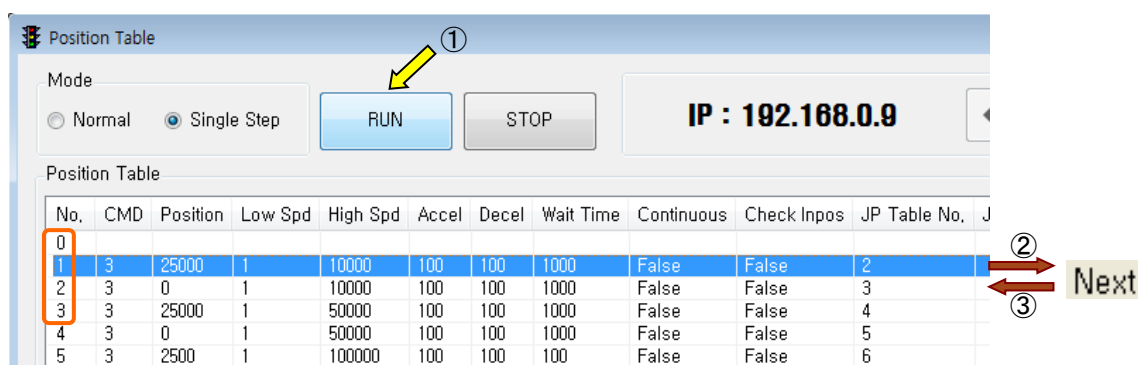 Position Table
①
Mode
Normal Single Step RUN STOP IP : 192.168.0.9
Position Table
No, CMD Position Low Spd High Spd Accel Decel Wait Time Continuous Check Inpos JP Table No, J
0
1 3 25000 1 10000 100 100 1000 False False 2
②
2 3 0 1 10000 100 100 1000 False False 3
Next
③
3 3 25000 1 50000 100 100 1000 False False 4
4 3 0 1 50000 100 100 1000 False False 5
5 3 2500 1 100000 100 100 100 False False 6